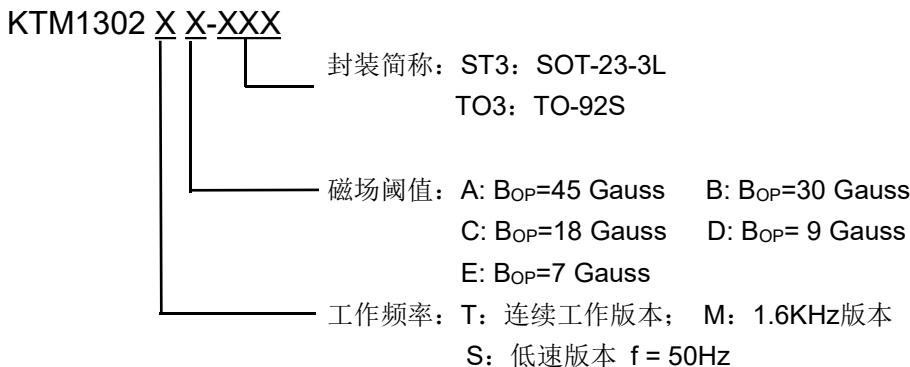 KTM1302 X X-XXX
封装简称：ST3：SOT-23-3L
TO3：TO-92S
磁场阈值：A: BOP=45 Gauss B: BOP=30 Gauss
C: BOP=18 Gauss D: BOP= 9 Gauss
E: BOP=7 Gauss
工作频率：T：连续工作版本； M：1.6KHz版本
S：低速版本 f = 50Hz